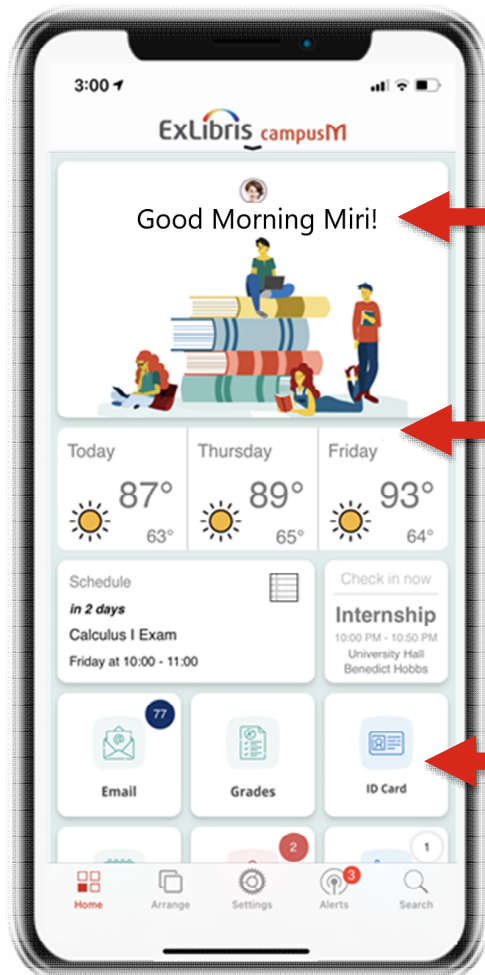 3:00
ExLibris campusM
Good Morning Miri!
Today
Thursday
Friday
87°
89°
93°
63°
65°
64°
Schedule
in 2 days
Calculus I Exam
Friday at 10:00 - 11:00
Check in now
Internship
10:00 PM - 10:50 PM
University Hall
Benedict Hobbs
77
Email
Grades
ID Card
2
1
3
Home
Arrange
Settings
Alerts
Search